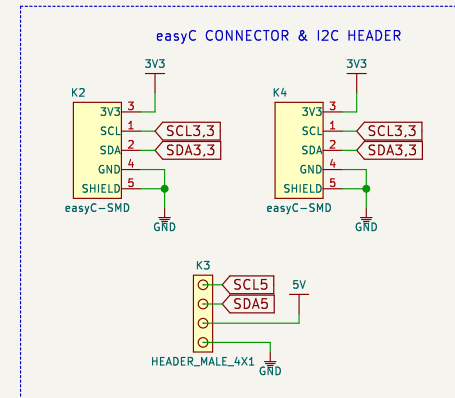 easyC CONNECTOR & I2C HEADER
3V3 3V3
K2 K4
3V3 3 3V3 3
SCL 1 SCL3,3 SCL 1 SCL3,3
SDA 2 SDA3,3 SDA 2 SDA3,3
GND 4 GND 4
SHIELD 5 SHIELD 5
easyC-SMD easyC-SMD
GND GND
K3
SCL5 5V
SDA5
HEADER_MALE_4X1
GND